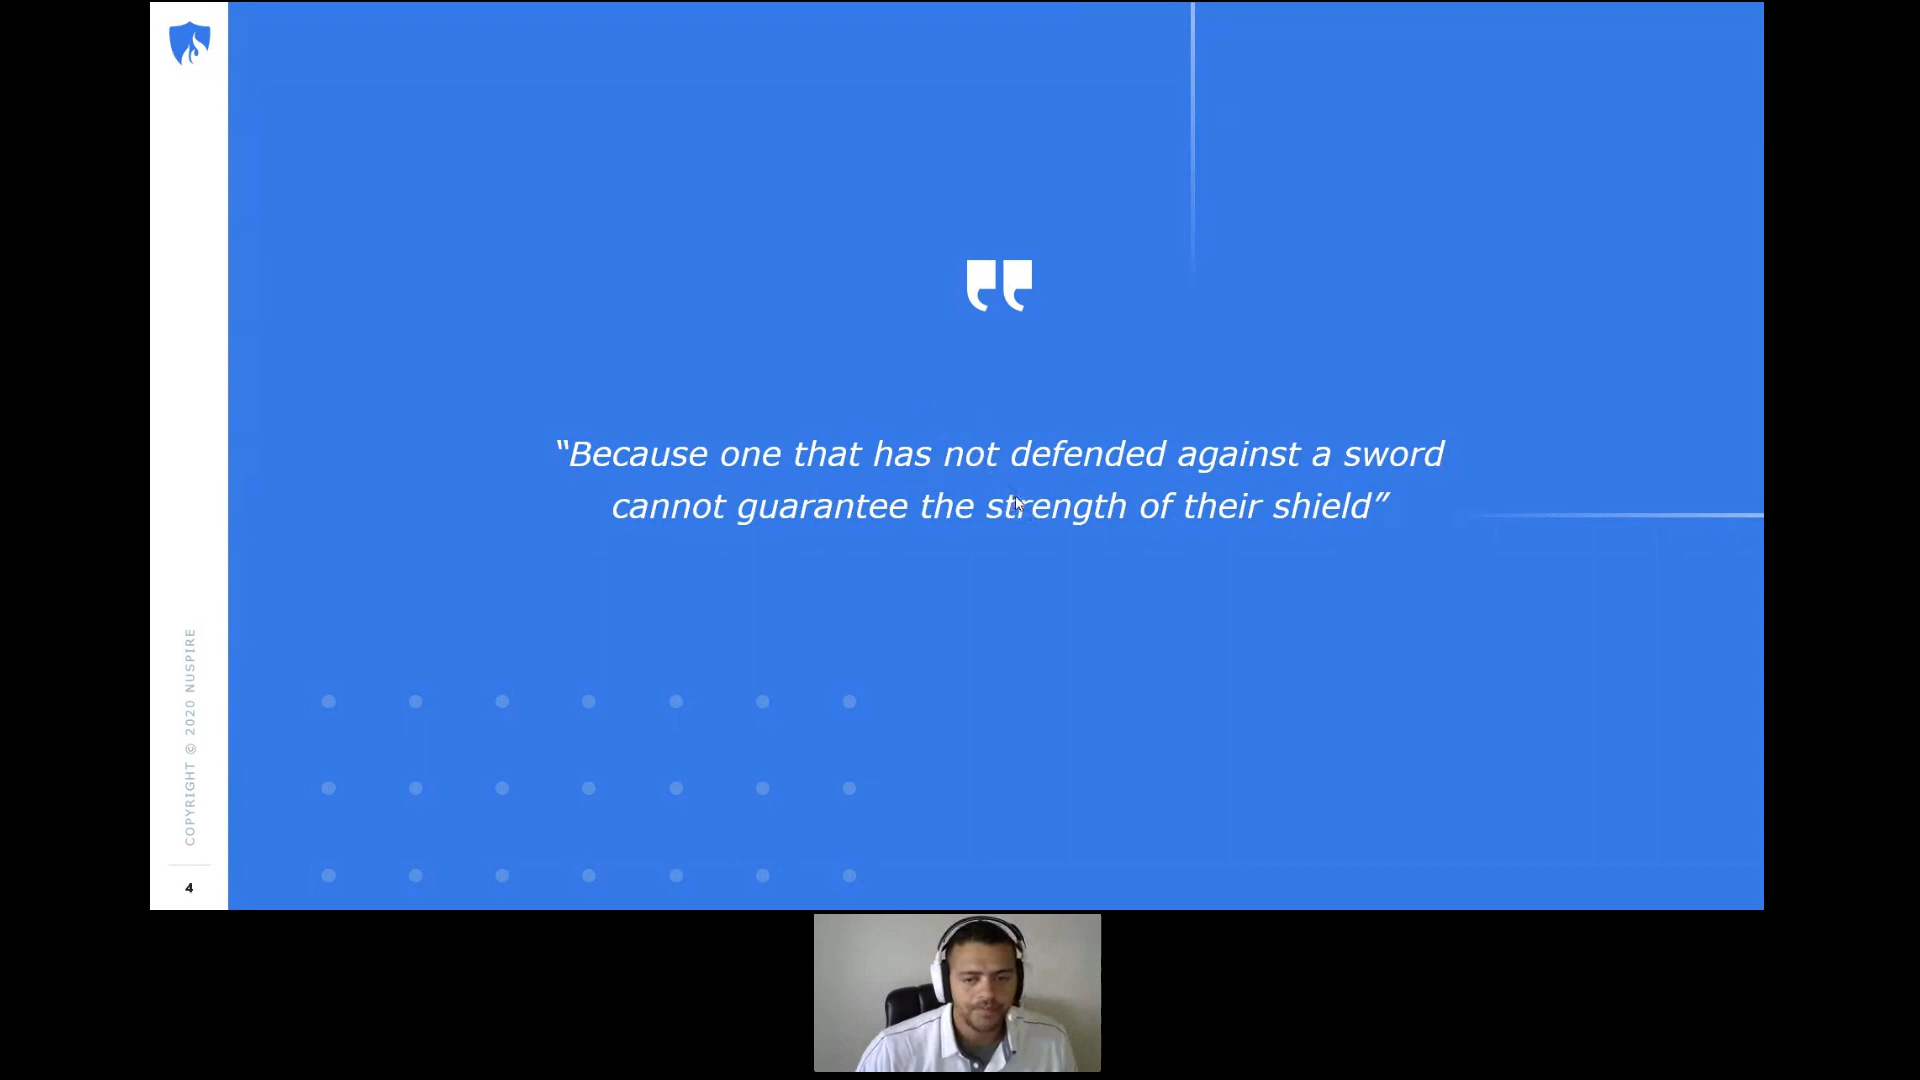 “Because one that has not defended against a sword
cannot guarantee the strength of their shield”
COPYRIGHT © 2020 NUSPIRE
4